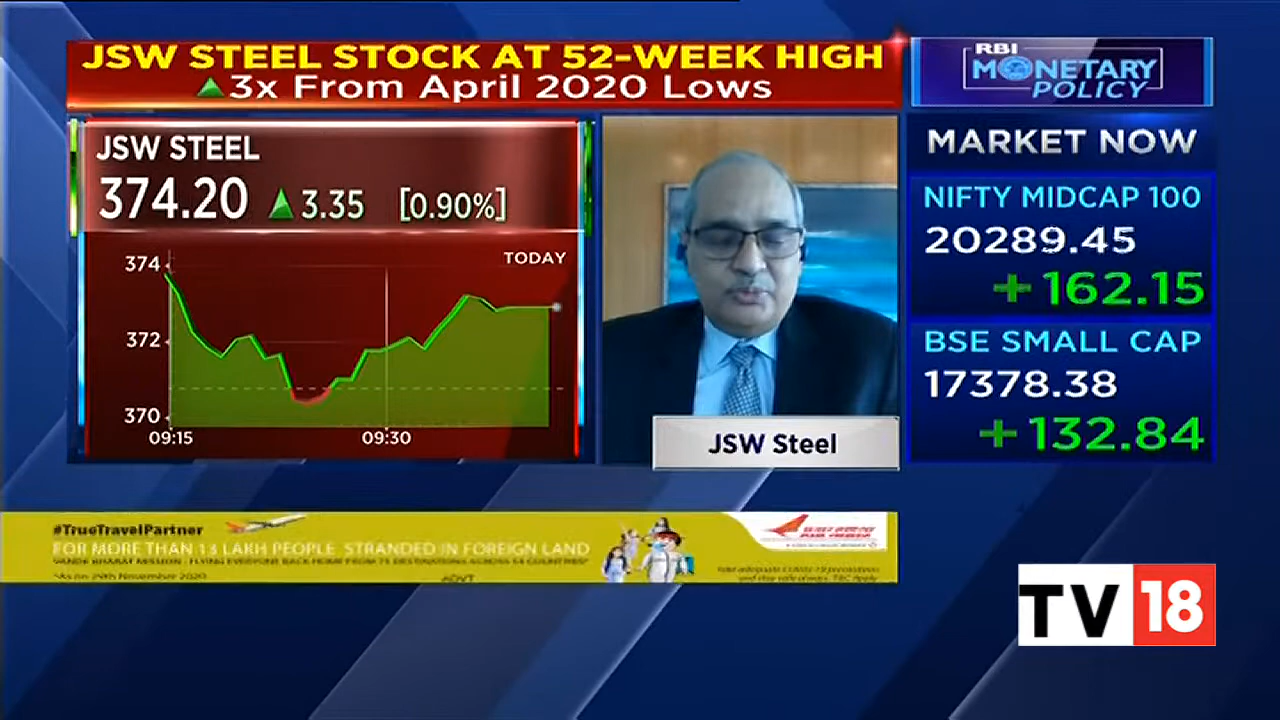 JSW STEEL STOCK AT 52-WEEK HIGH
▲3x From April 2020 Lows
RBI
MONETARY
POLICY
JSW STEEL
374.20 ▲ 3.35 [0.90%]
TODAY
374
372
370
09:15 09:30
JSW Steel
MARKET NOW
NIFTY MIDCAP 100
20289.45
+ 162.15
BSE SMALL CAP
17378.38
+ 132.84
#TrueTravelPartner
FOR MORE THAN 13 LAKH PEOPLE STRANDED IN FOREIGN LAND
ADVT
TV 18